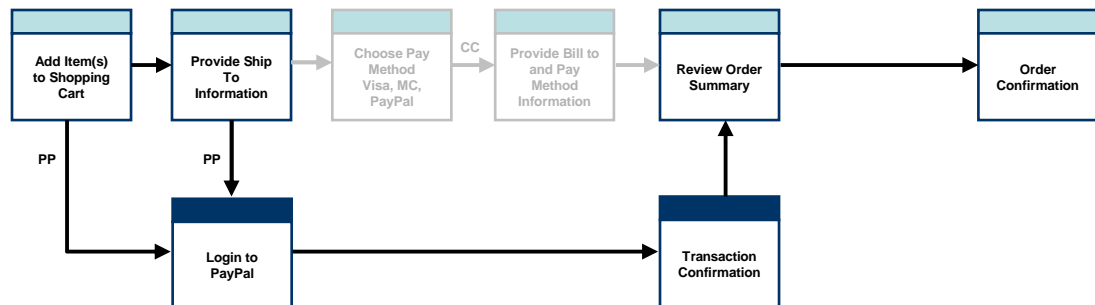 Add Item(s)
to Shopping
Cart
Provide Ship
To
Information
Choose Pay
Method
Visa, MC,
PayPal
CC
Provide Bill to
and Pay
Method
Information
Review Order
Summary
Order
Confirmation
PP
PP
Login to
PayPal
Transaction
Confirmation